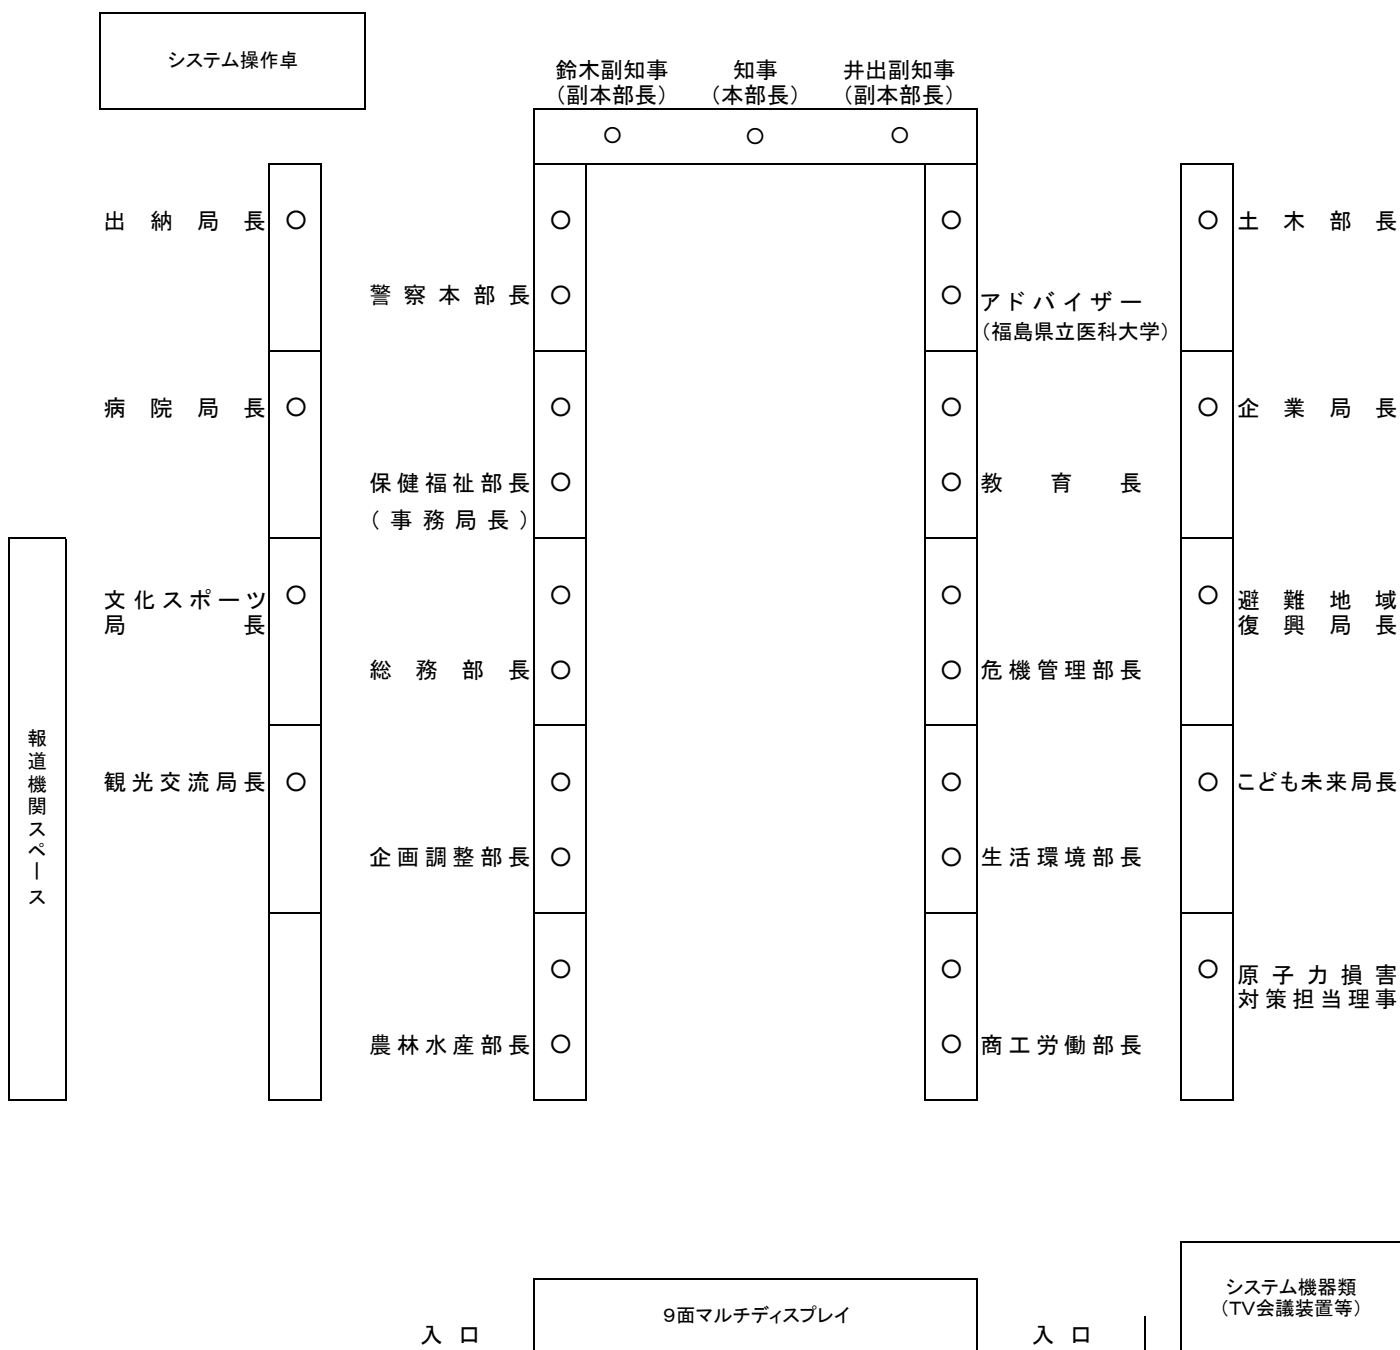 システム操作卓
鈴木副知事
（副本部長）
知事
（本部長）
井出副知事
（副本部長）
出納局長
土木部長
警察本部長
アドバイザー
（福島県立医科大学）
病院局長
企業局長
保健福祉部長
（事務局長）
教育長
文化スポーツ
局長
避難地域
復興局長
総務部長
危機管理部長
報道機関スペース
観光交流局長
こども未来局長
企画調整部長
生活環境部長
原子力損害
対策担当理事
農林水産部長
商工労働部長
システム機器類
（TV会議装置等）
9面マルチディスプレイ
入口
入口